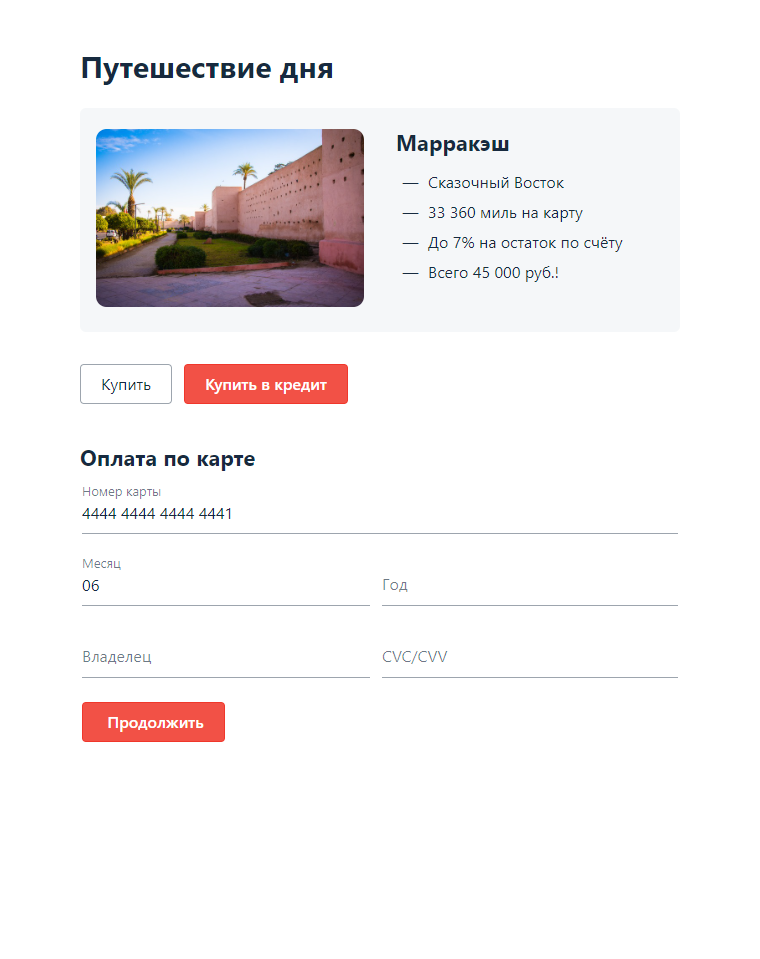 Путешествие дня
Марракэш
— Сказочный Восток
— 33 360 миль на карту
— До 7% на остаток по счёту
— Всего 45 000 руб.!
Купить
Купить в кредит
Оплата по карте
Номер карты
4444 4444 4444 4441
Месяц
06
Год
Владелец
CVC/CVV
Продолжить